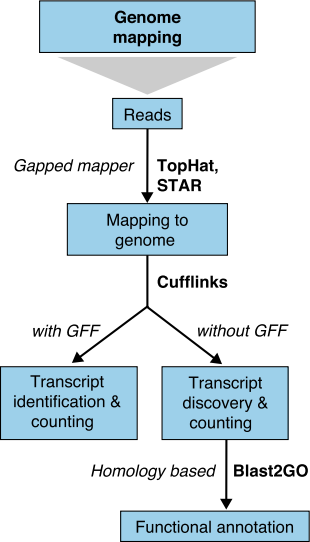 Genome
mapping
Reads
Gapped mapper
TopHat,
STAR
Mapping to
genome
Cufflinks
with GFF
without GFF
Transcript
identification &
counting
Transcript
discovery &
counting
Homology based
Blast2GO
Functional annotation